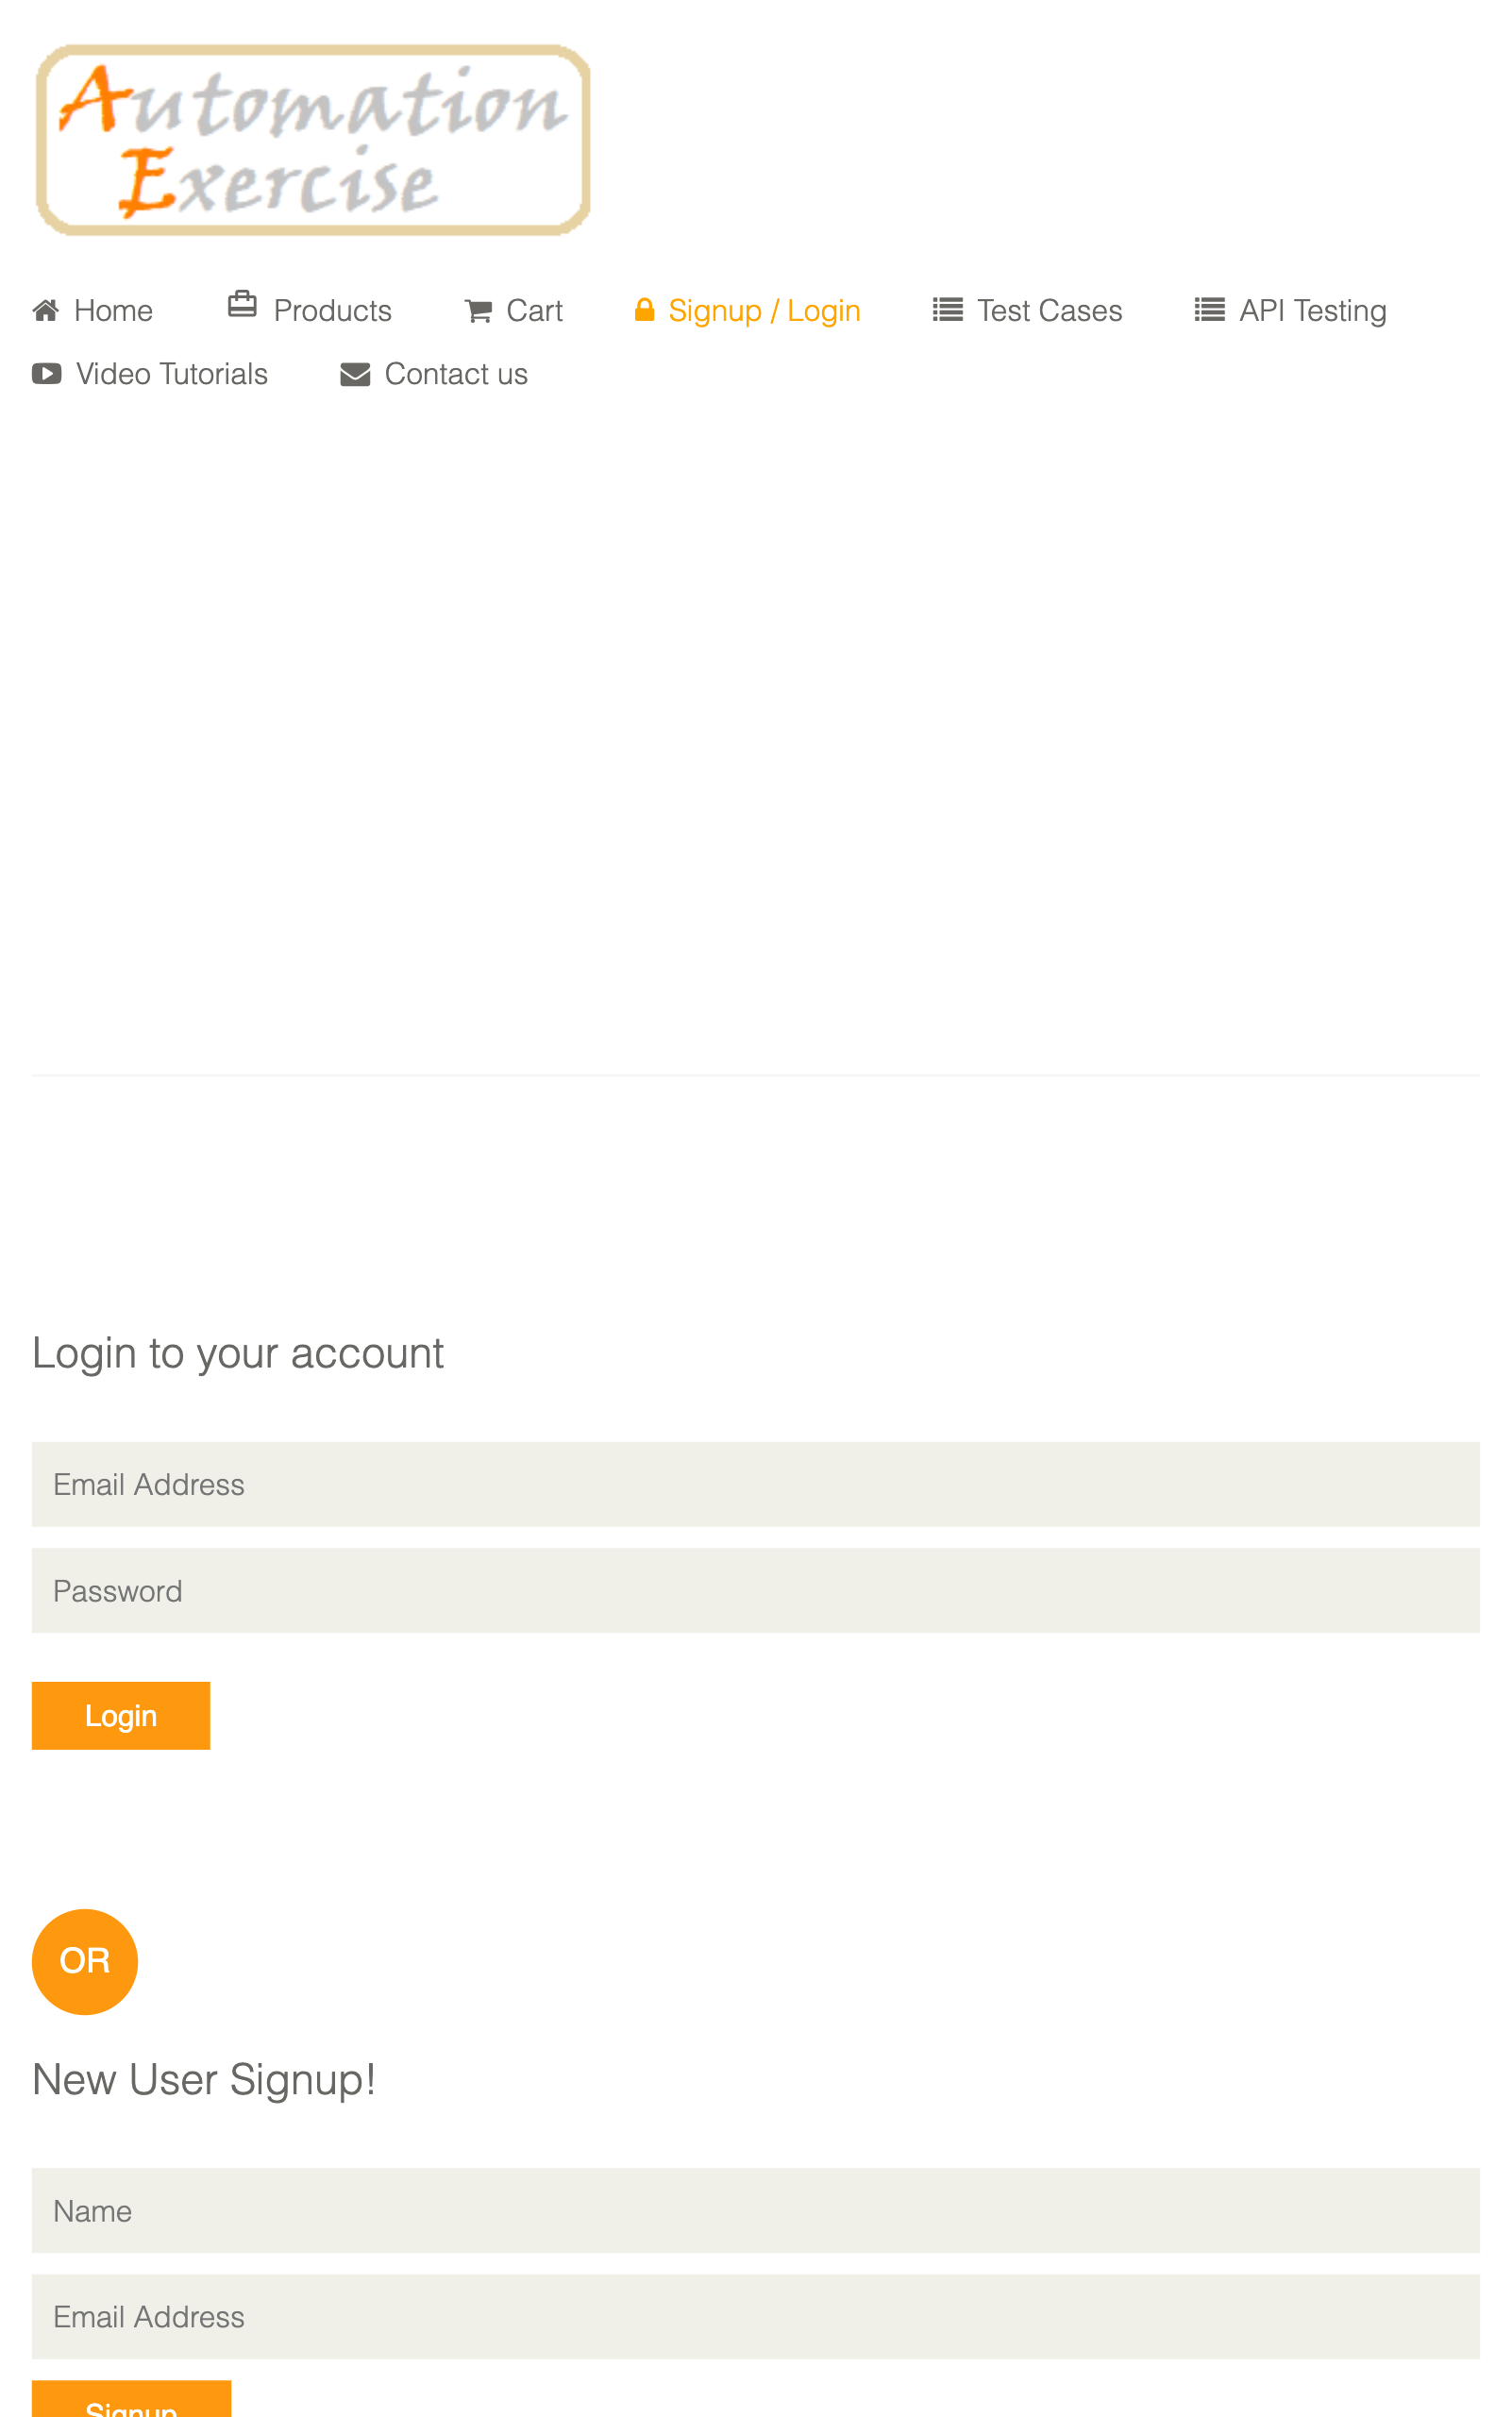 Automation
Exercise
Home Products Cart Signup / Login Test Cases API Testing
Video Tutorials Contact us
Login to your account
Email Address
Password
Login
OR
New User Signup!
Name
Email Address
Signup